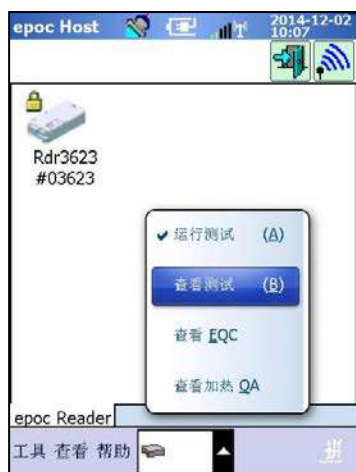 epoc Host
2014-12-02
10:07
Rdr3623
#03623
运行测试 (A)
查看测试 (B)
查看 EQC
查看加热 QA
epoc Reader
工具 查看 帮助
拼